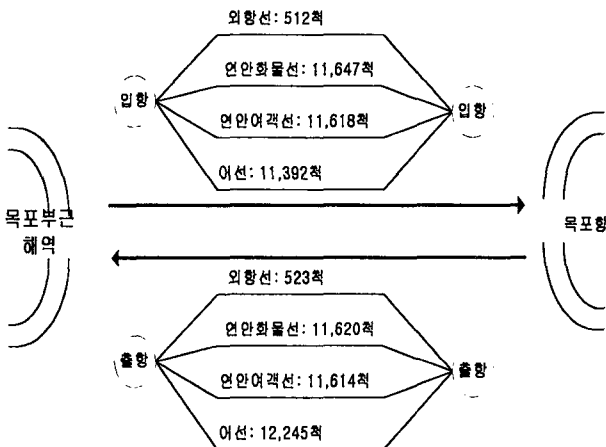 외항선: 512척
연안화물선: 11,647척
입항
입항
연안여객선: 11,618척
어선: 11,392척
목포부근
해역
목포항
외항선: 523척
연안화물선: 11,620척
출항
출항
연안여객선: 11,614척
어선: 12,245척